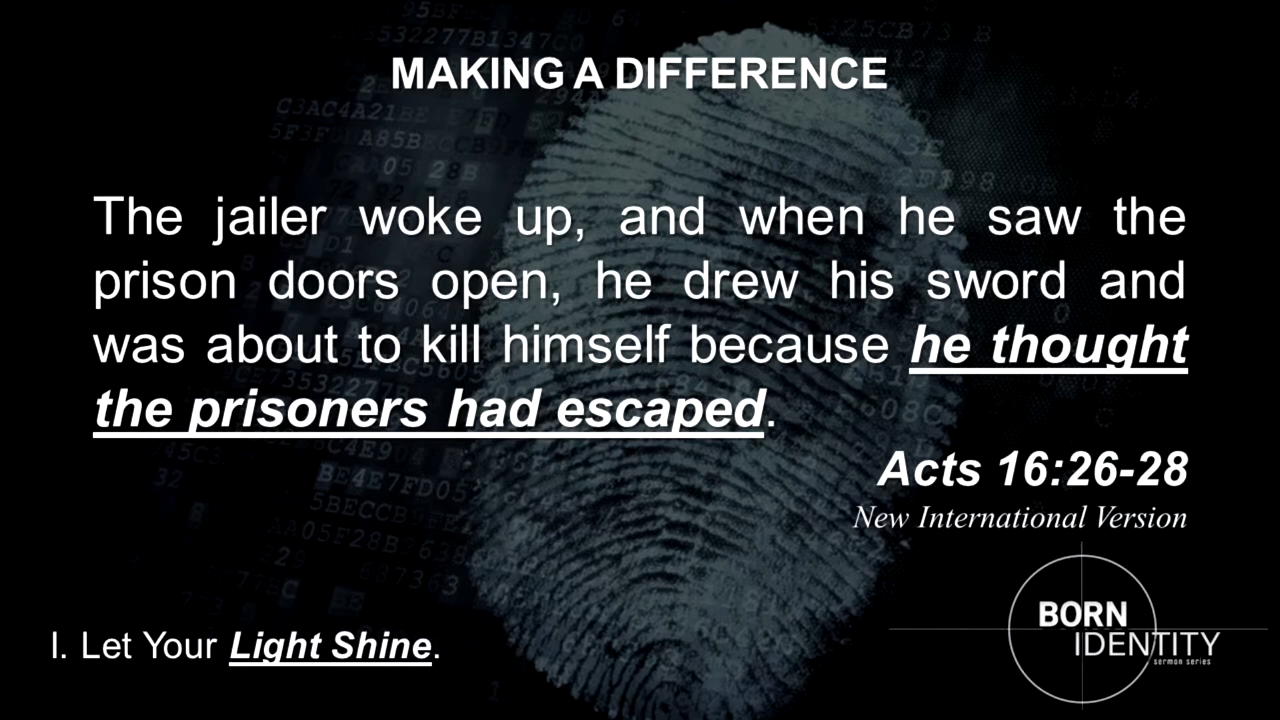 MAKING A DIFFERENCE
The jailer woke up, and when he saw the
prison doors open, he drew his sword and
was about to kill himself because he thought
the prisoners had escaped.
Acts 16:26-28
New International Version
I. Let Your Light Shine.
BORN
IDENTITY
sermon series